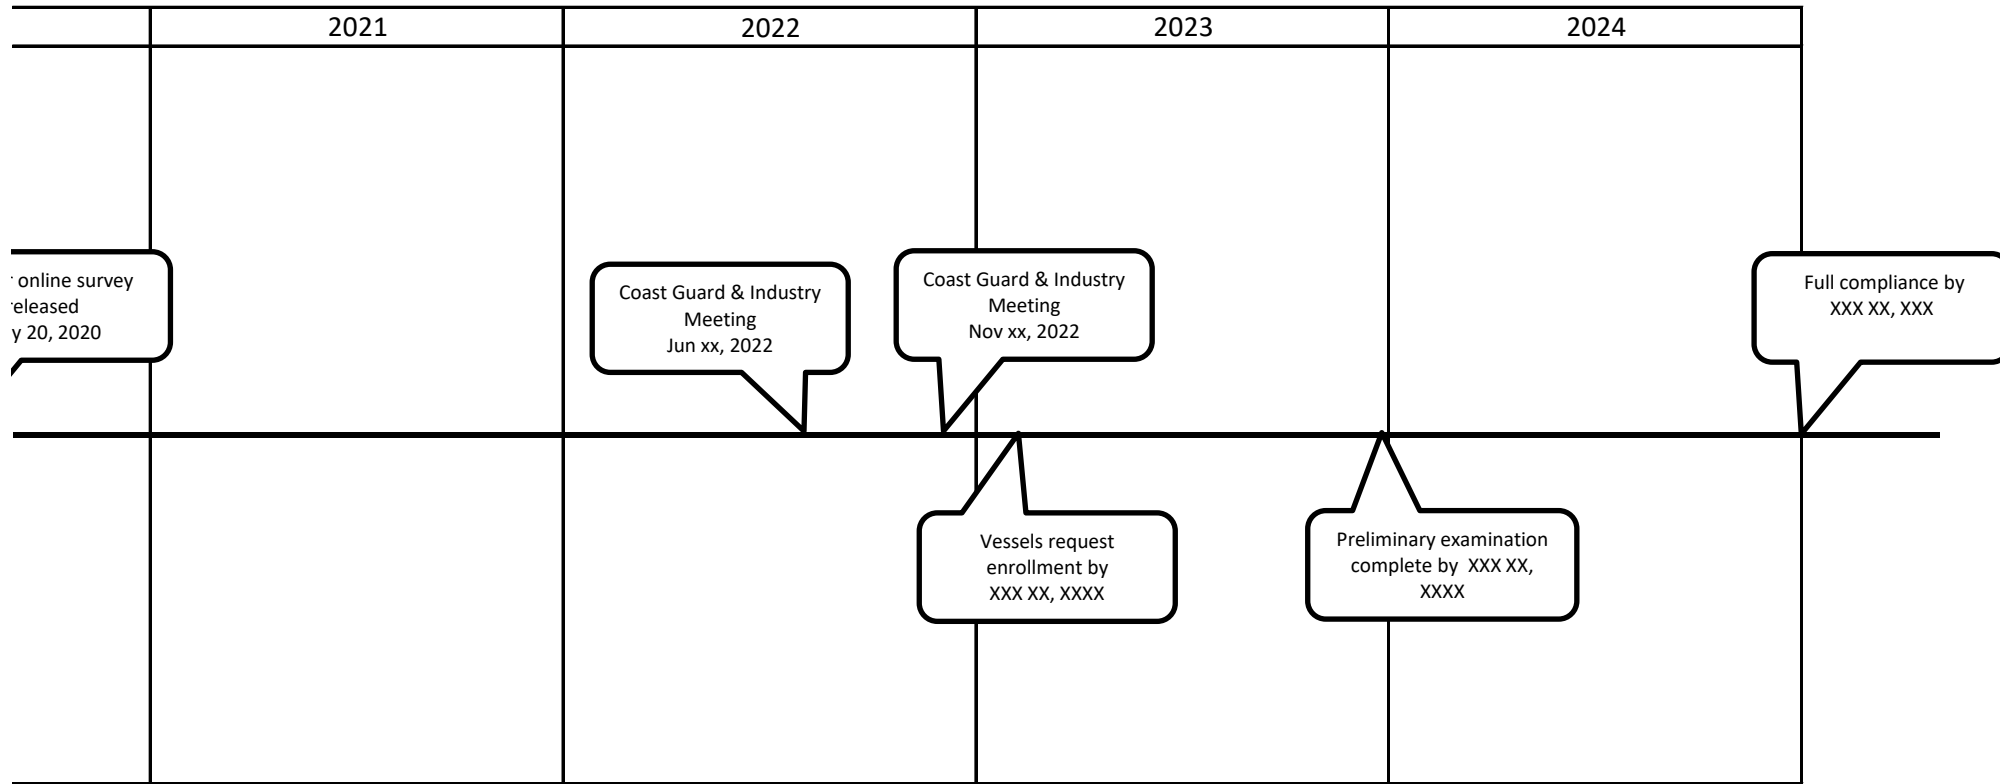 2021
2022
2023
2024
online survey
released
20, 2020
Coast Guard & Industry
Meeting
Jun xx, 2022
Coast Guard & Industry
Meeting
Nov xx, 2022
Full compliance by
XXX XX, XXX
Vessels request
enrollment by
XXX XX, XXXX
Preliminary examination
complete by XXX XX,
XXXX